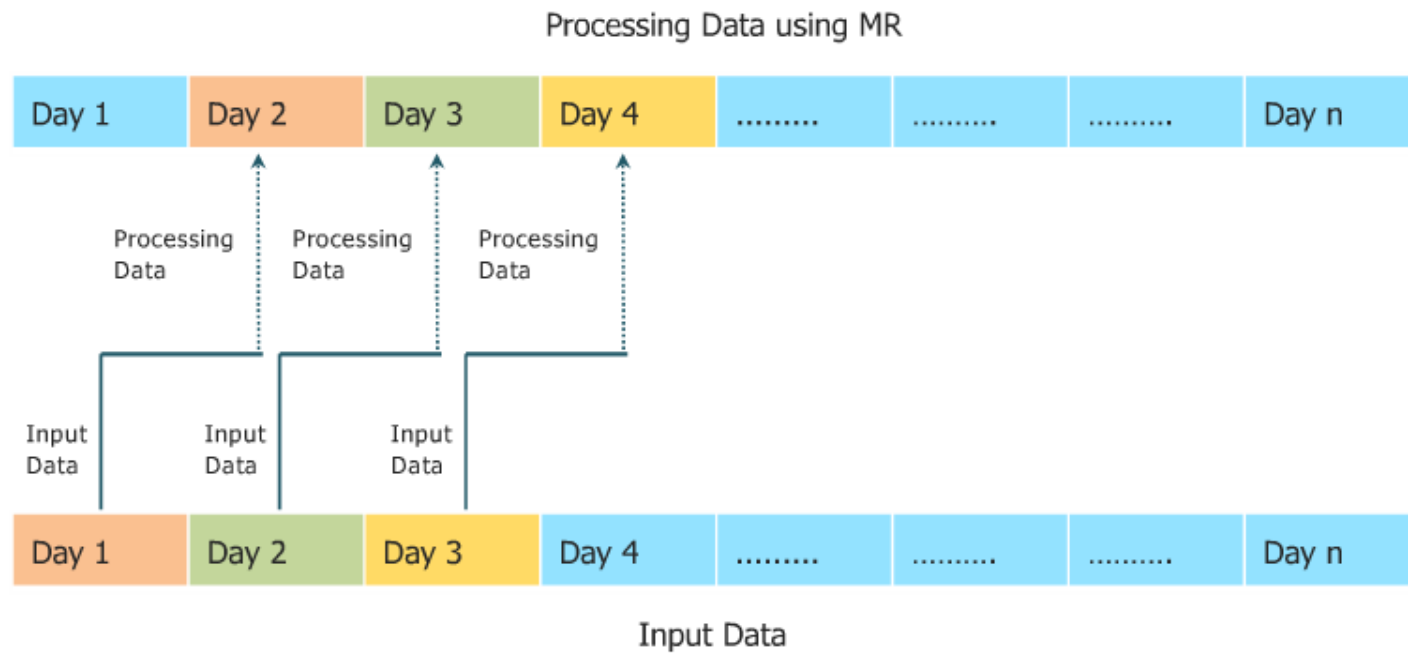 Processing Data using MR
Day 1 Day 2 Day 3 Day 4 ......... .......... .......... Day n
Processing Processing Processing
Data Data Data
Input Input Input
Data Data Data
Day 1 Day 2 Day 3 Day 4 ......... .......... .......... Day n
Input Data